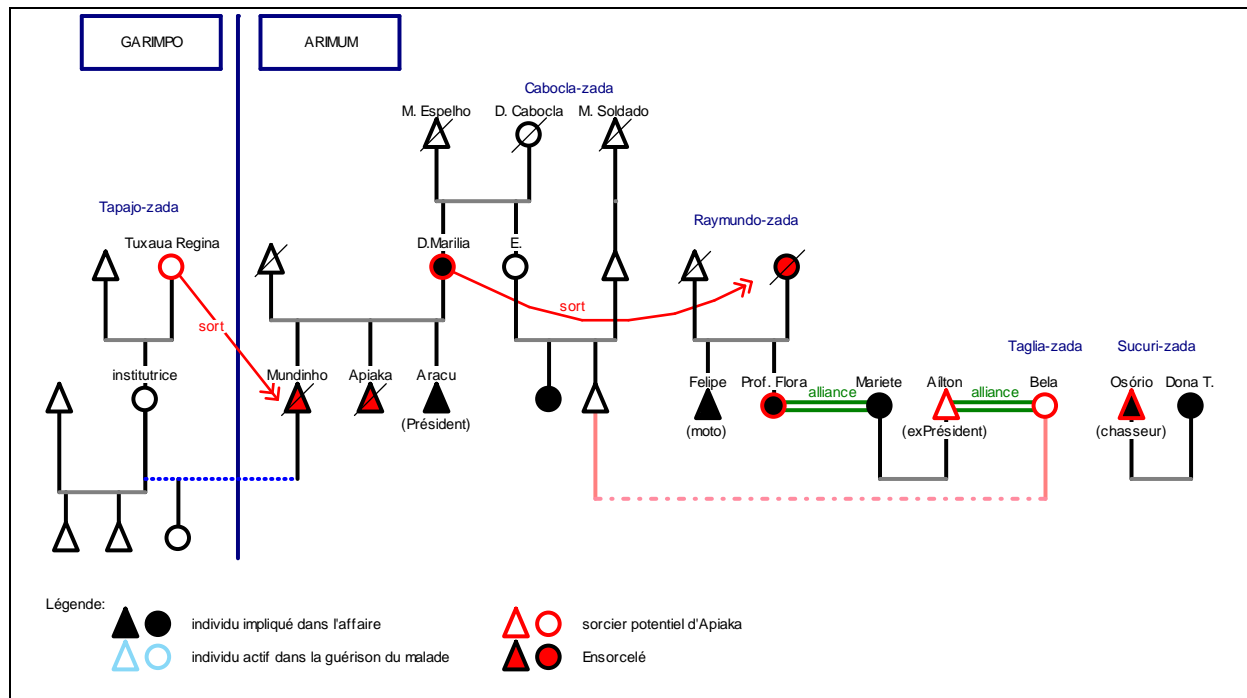 GARIMPO
ARIMUM
Cabocla-zada
M. Espelho
D. Cabocla
M. Soldado
Tapajo-zada
Raymundo-zada
Tuxaua Regina
D.Marilia
E.
sort
sort
Taglia-zada
Sucuri-zada
institutrice
Mundinho
Apiaka
Aracu
(Président)
Felipe
(moto)
Prof. Flora
alliance
Mariete
Aílton
(exPrésident)
alliance
Bela
Osório
(chasseur)
Dona T.
Légende:
individu impliqué dans l'affaire
sorcier potentiel d'Apiaka
individu actif dans la guérison du malade
Ensorcelé